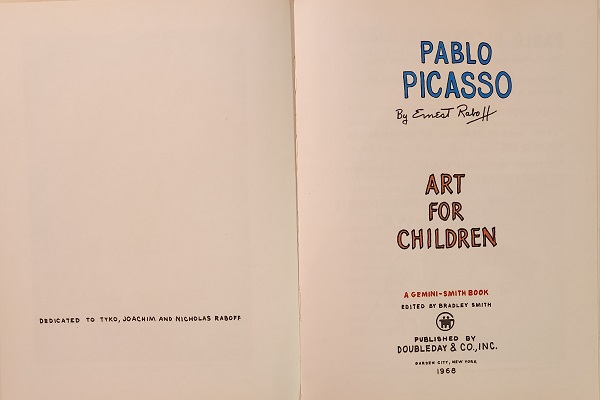 DEDICATED TO TYKO, JOACHIM AND NICHOLAS RABOFF
PABLO
PICASSO
By Ernest Raboff
ART
FOR
CHILDREN
A GEMINI-SMITH BOOK
EDITED BY BRADLEY SMITH
PUBLISHED BY
DOUBLEDAY & CO., INC.
GARDEN CITY, NEW YORK
1968